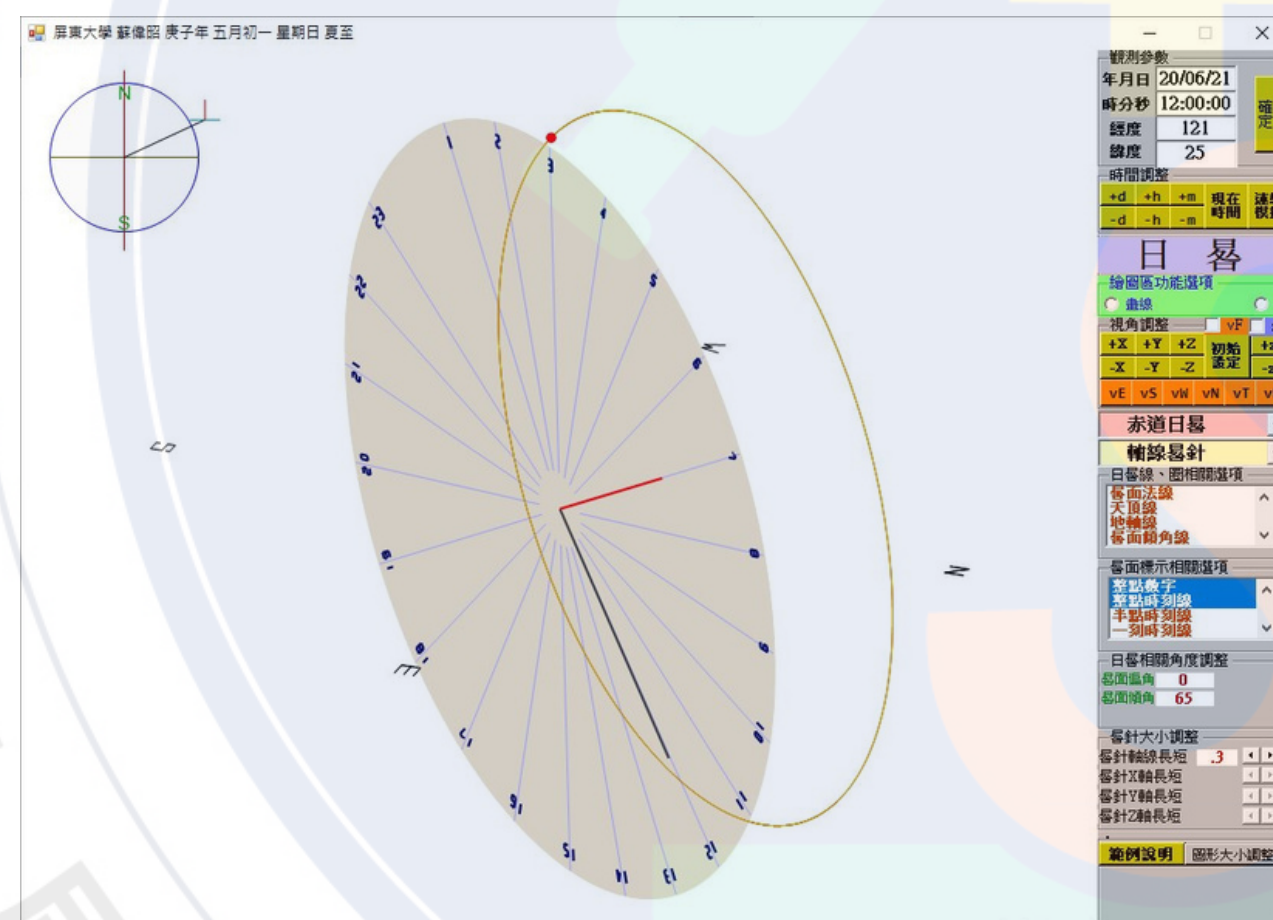 屏東大學 蘇偉昭 庚子年 五月初一 星期日 夏至
N
S
1
2
3
4
5
6
7
8
9
10
11
12
13
14
15
16
17
18
19
20
21
22
23
W
S
N
E
觀測參數
年月日 20/06/21
時分秒 12:00:00
確定
經度 121
緯度 25
時間調整
+d +h +m 現在時間
-d -h -m
日晷
繪圖區功能選項
畫線
視角調整 vF
+X +Y +Z 初始設定
-X -Y -Z
vE vS vW vN vT
赤道日晷
軸線晷針
日晷線、圈相關選項
晷面法線
天頂線
地軸線
晷面傾角線
晷面標示相關選項
整點數字
整點時刻線
半點時刻線
一刻時刻線
日晷相關角度調整
晷面偏角 0
晷面傾角 65
晷針大小調整
晷針軸線長短 .3
晷針X軸長短
晷針Y軸長短
晷針Z軸長短
範例說明 圖形大小調整